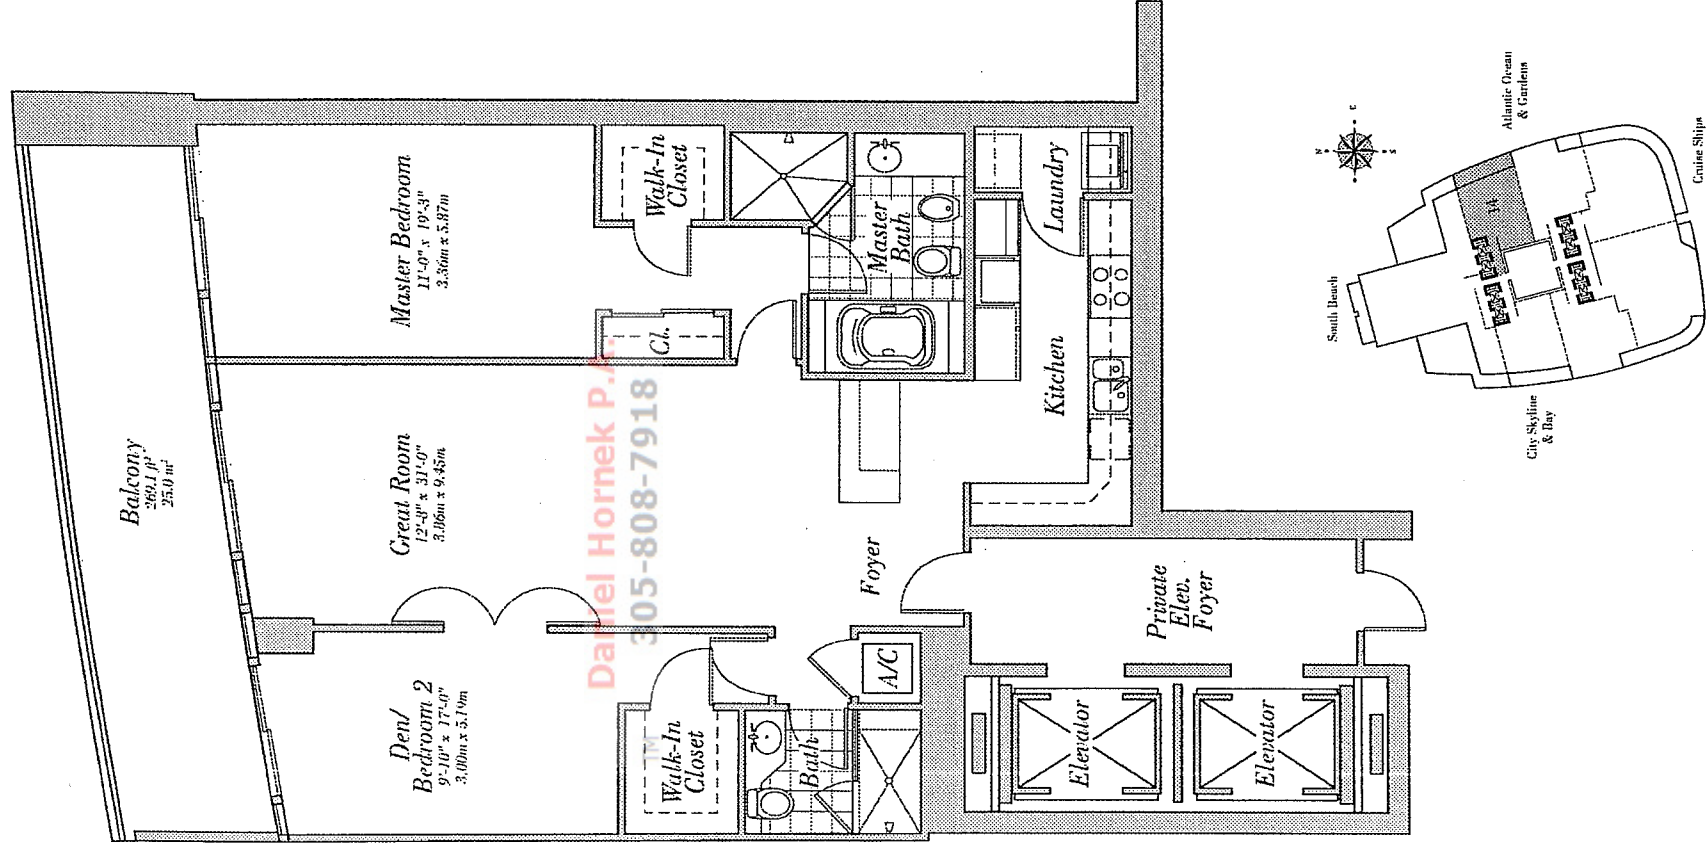 Balcony
269.1 ft²
25.0 m²
Master Bedroom
11'-0" x 19'-3"
3.36m x 5.87m
Walk-In
Closet
Cl.
Master
Bath
Laundry
Kitchen
Great Room
12'-8" x 31'-0"
3.86m x 9.45m
Daniel Hornek P.A.
305-808-7918
TM
Foyer
Den/
Bedroom 2
9'-10" x 17'-0"
3.00m x 5.19m
Walk-In
Closet
Bath
A/C
Private
Elev.
Foyer
Elevator
Elevator
N
E
S
Atlantic Ocean
& Gardens
Cruise Ships
South Beach
City Skyline
& Bay
14